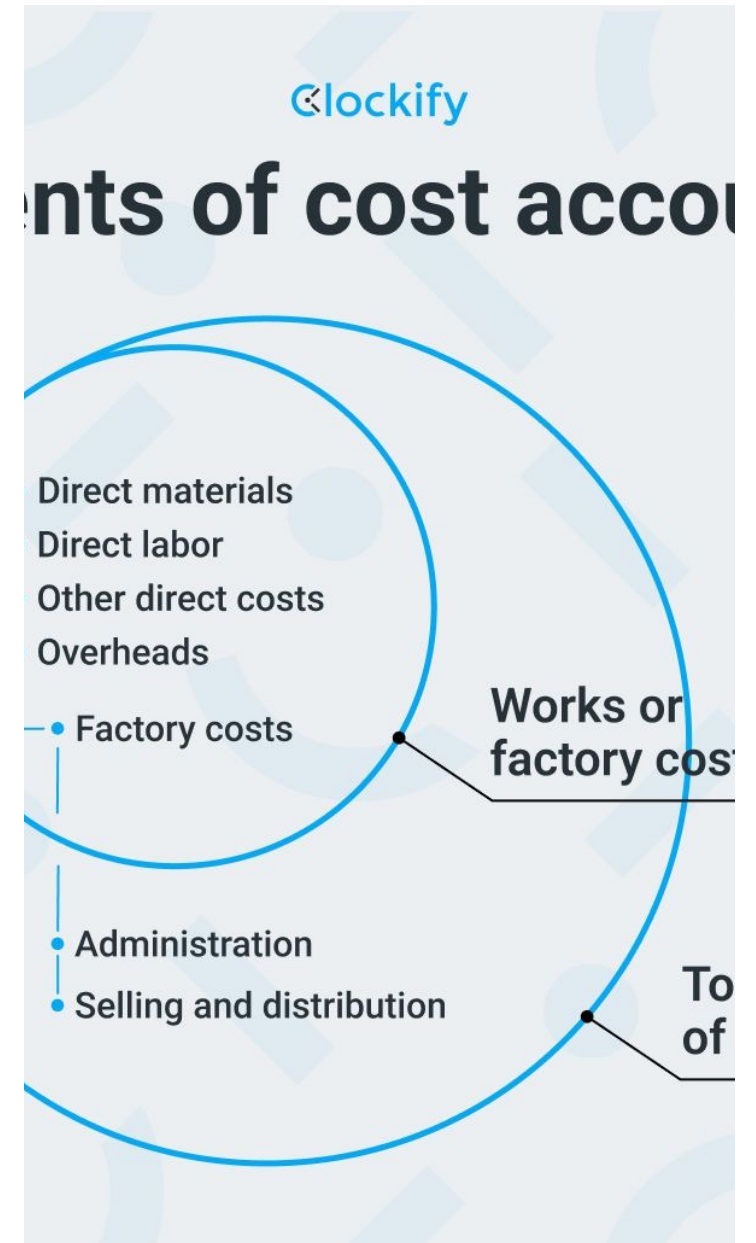 Clockify
nts of cost accou
Direct materials
Direct labor
Other direct costs
Overheads
Factory costs
Works or
factory cost
Administration
Selling and distribution
To
of